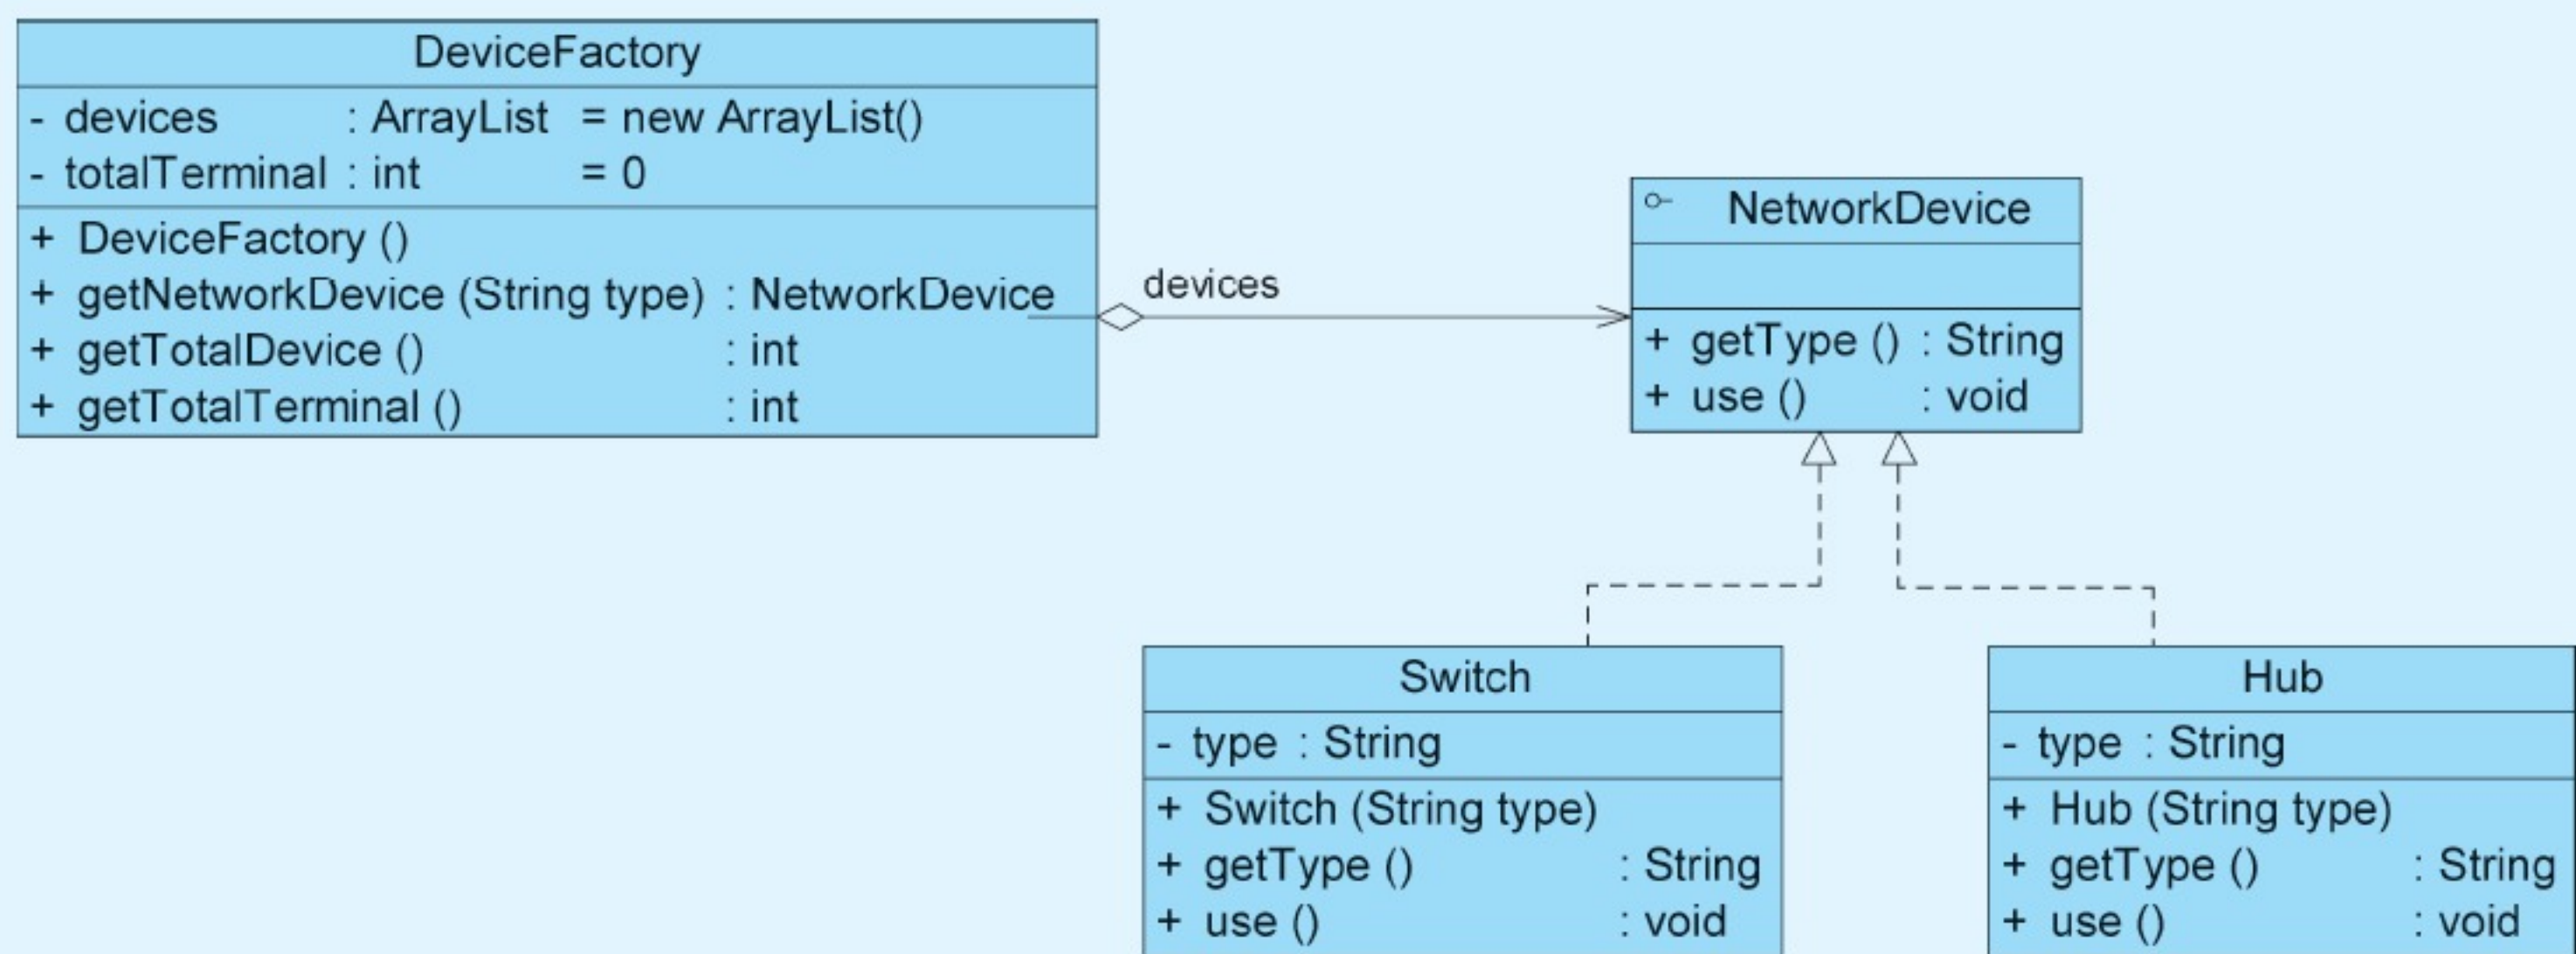 DeviceFactory
- devices : ArrayList = new ArrayList()
- totalTerminal : int = 0
+ DeviceFactory ()
+ getNetworkDevice (String type) : NetworkDevice
+ getTotalDevice () : int
+ getTotalTerminal () : int
devices
NetworkDevice
+ getType () : String
+ use () : void
Switch
- type : String
+ Switch (String type)
+ getType () : String
+ use () : void
Hub
- type : String
+ Hub (String type)
+ getType () : String
+ use () : void